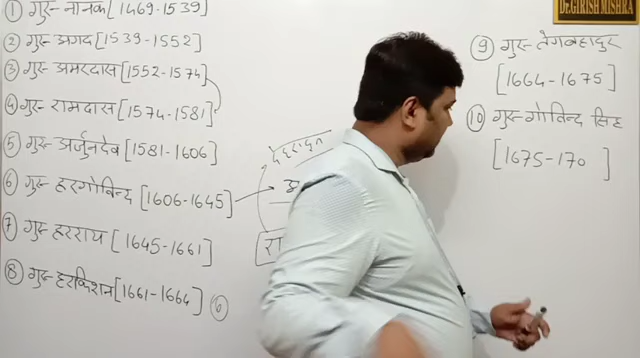 ① गुरु नानक [1469-1539]
② गुरु अंगद [1539-1552]
③ गुरु अमरदास [1552-1574]
④ गुरु रामदास [1574-1581]
⑤ गुरु अर्जुनदेव [1581-1606]
⑥ गुरु हरगोविन्द [1606-1645]
⑦ गुरु हरराय [1645-1661]
⑧ गुरु हरकिशन [1661-1664] ⑥
देहरादून
रा
⑨ गुरु तेगबहादुर
[1664-1675]
⑩ गुरु गोविन्द सिंह
[1675-170 ]
Dr.GIRISH MISHRA